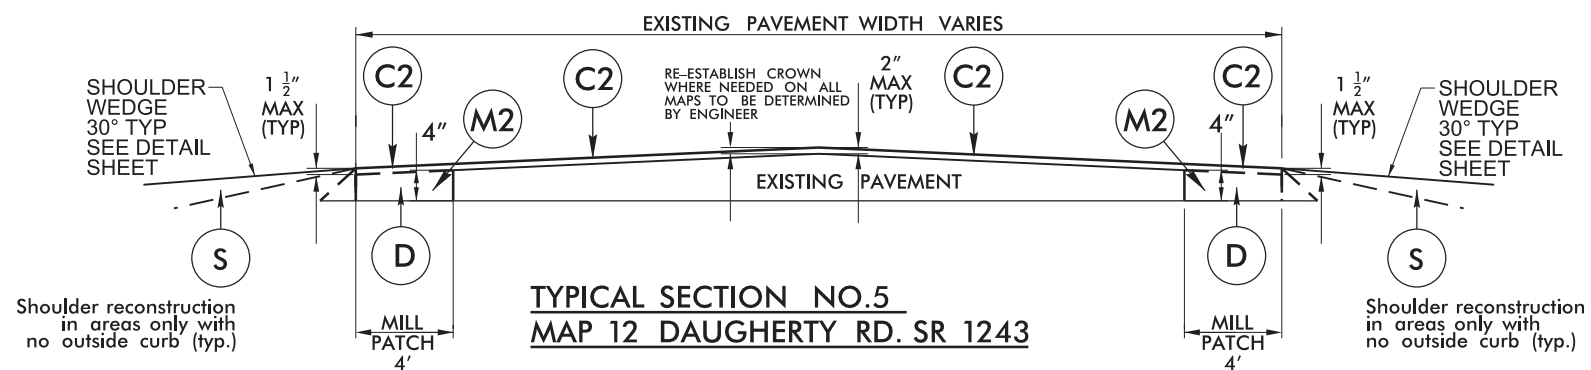 EXISTING PAVEMENT WIDTH VARIES
SHOULDER
WEDGE
30° TYP
SEE DETAIL
SHEET
1 1/2"
MAX
(TYP)
C2
4"
M2
C2
RE-ESTABLISH CROWN
WHERE NEEDED ON ALL
MAPS TO BE DETERMINED
BY ENGINEER
2"
MAX
(TYP)
C2
M2
C2
4"
1 1/2"
MAX
(TYP)
SHOULDER
WEDGE
30° TYP
SEE DETAIL
SHEET
EXISTING PAVEMENT
S
D
D
S
Shoulder reconstruction
in areas only with
no outside curb (typ.)
MILL
PATCH
4'
TYPICAL SECTION NO.5
MAP 12 DAUGHERTY RD. SR 1243
MILL
PATCH
4'
Shoulder reconstruction
in areas only with
no outside curb (typ.)